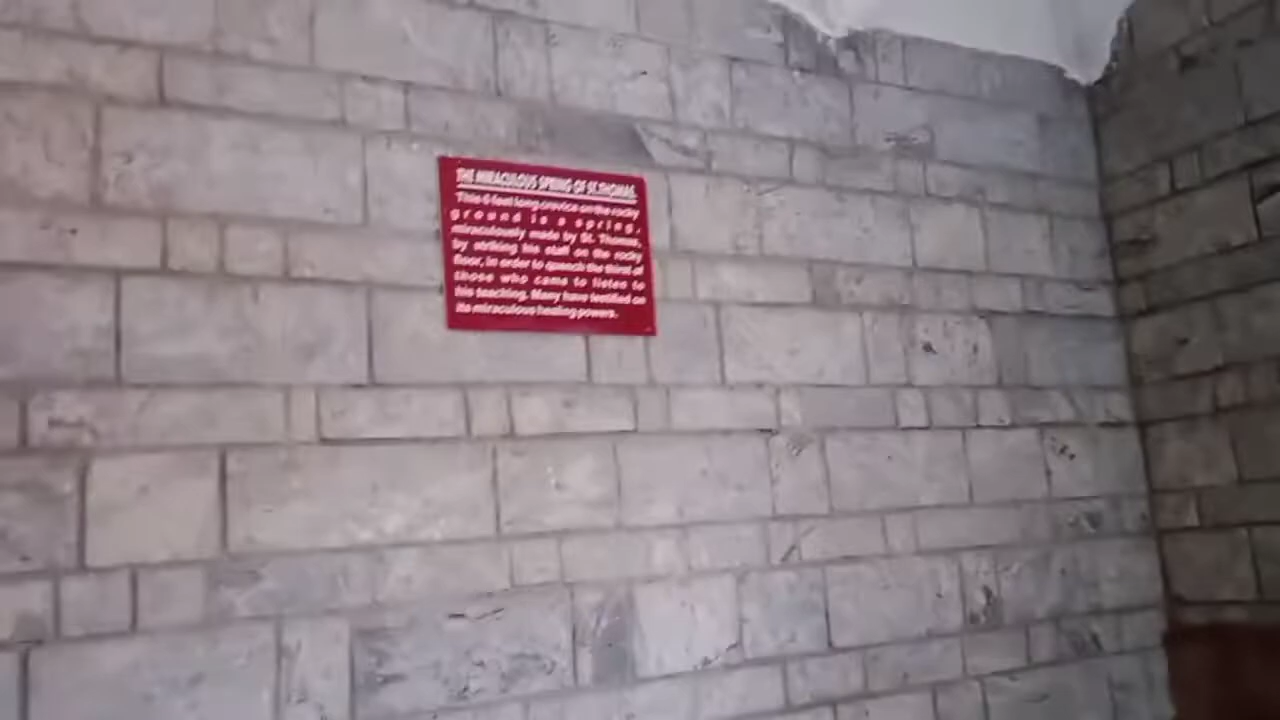 THE MIRACULOUS SPRING OF ST. THOMAS.
This 6 feet long crevice on the rocky
ground is a spring,
miraculously made by St. Thomas,
by striking his staff on the rocky
floor, in order to quench the thirst of
those who came to listen to
his teaching. Many have testified on
its miraculous healing powers.